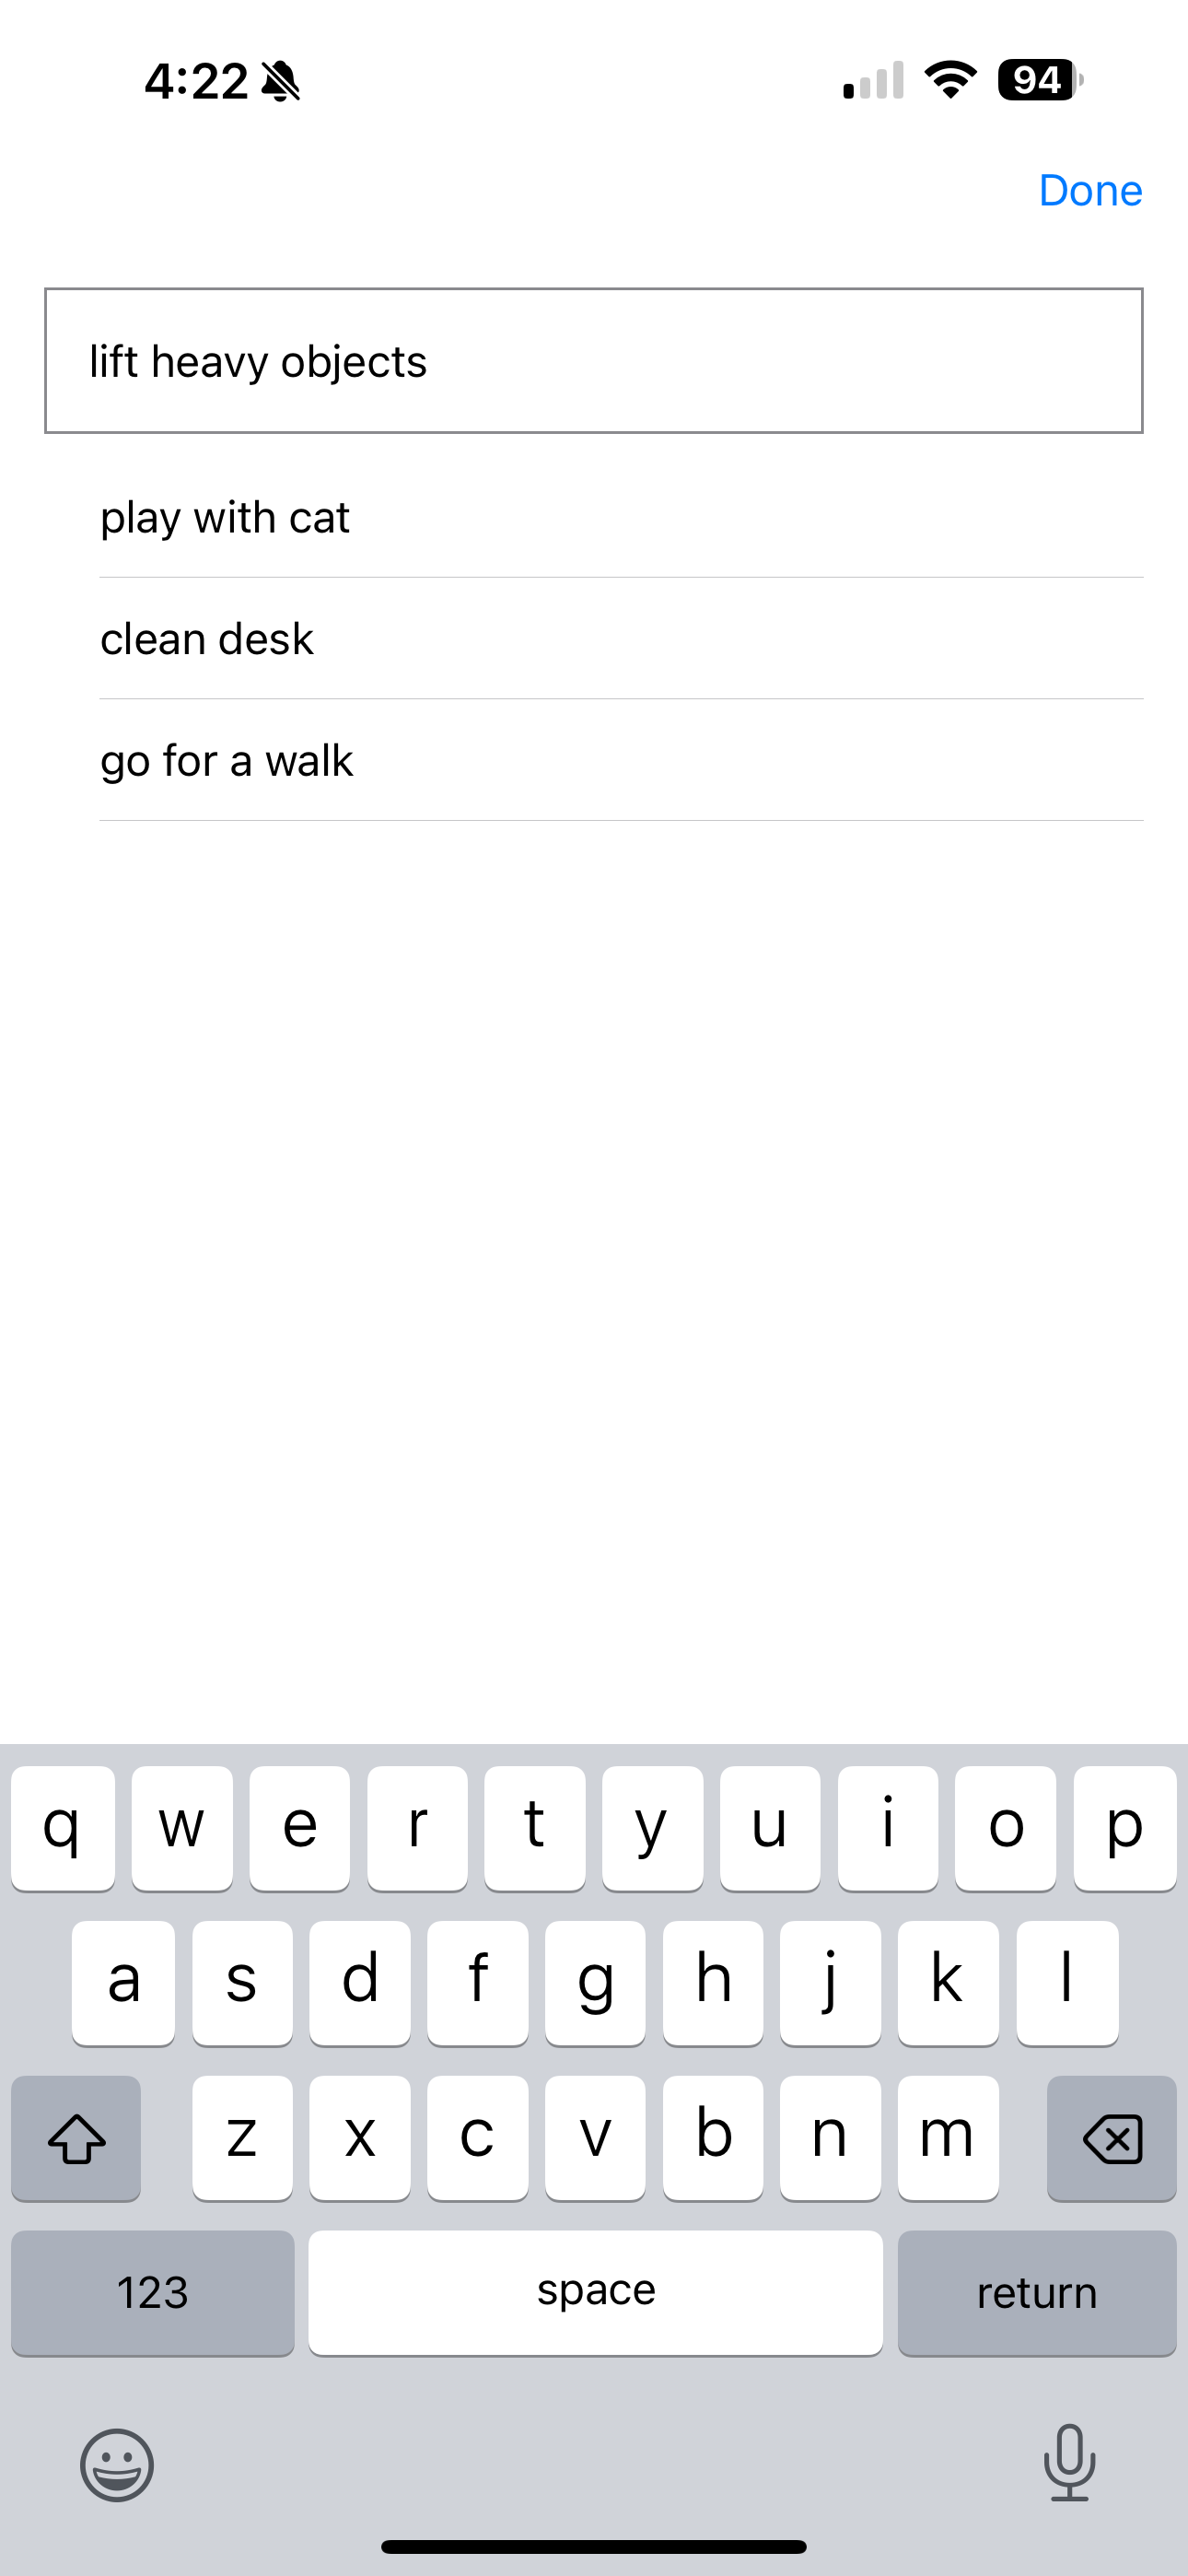 4:22 94
Done
lift heavy objects
play with cat
clean desk
go for a walk
q w e r t y u i o p
a s d f g h j k l
z x c v b n m
123 space return